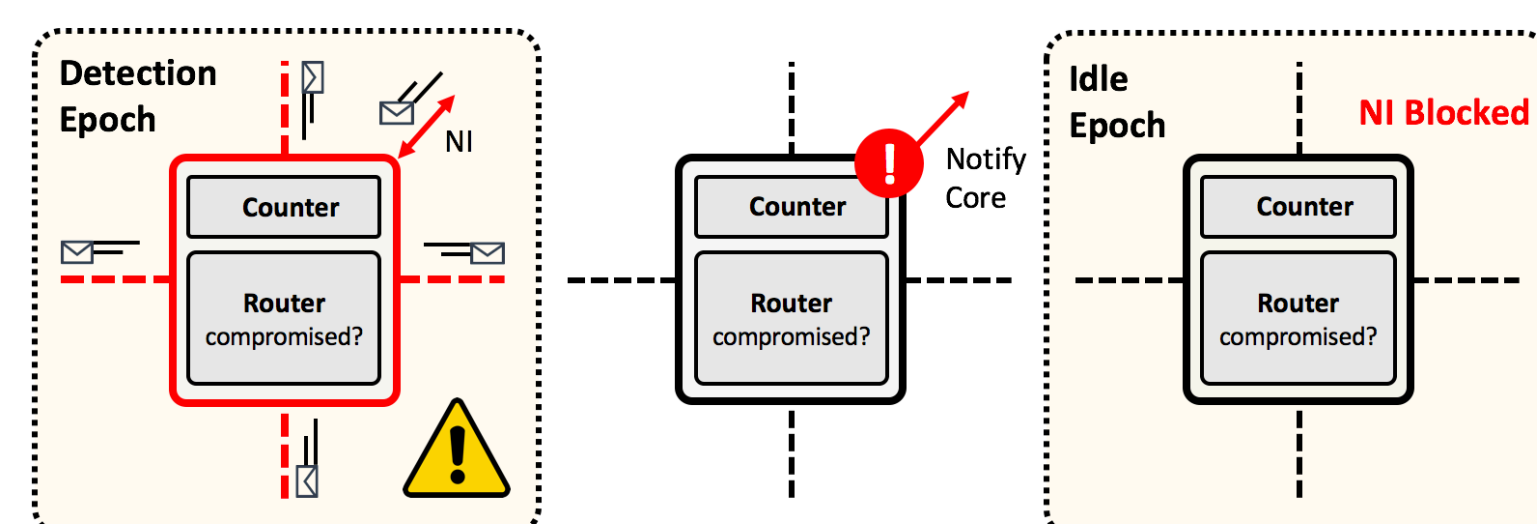 Detection
Epoch
NI
Counter
Router
compromised?
!
Notify
Core
Counter
Router
compromised?
Idle
Epoch
NI Blocked
Counter
Router
compromised?
!